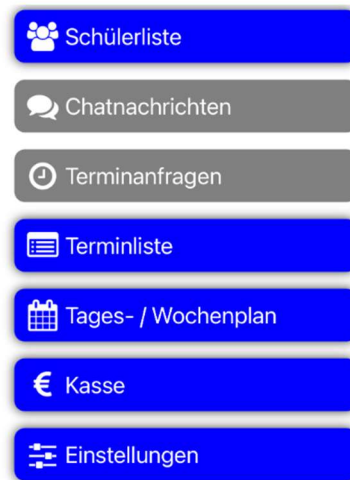 Schülerliste
Chatnachrichten
Terminanfragen
Terminliste
Tages- / Wochenplan
€ Kasse
Einstellungen